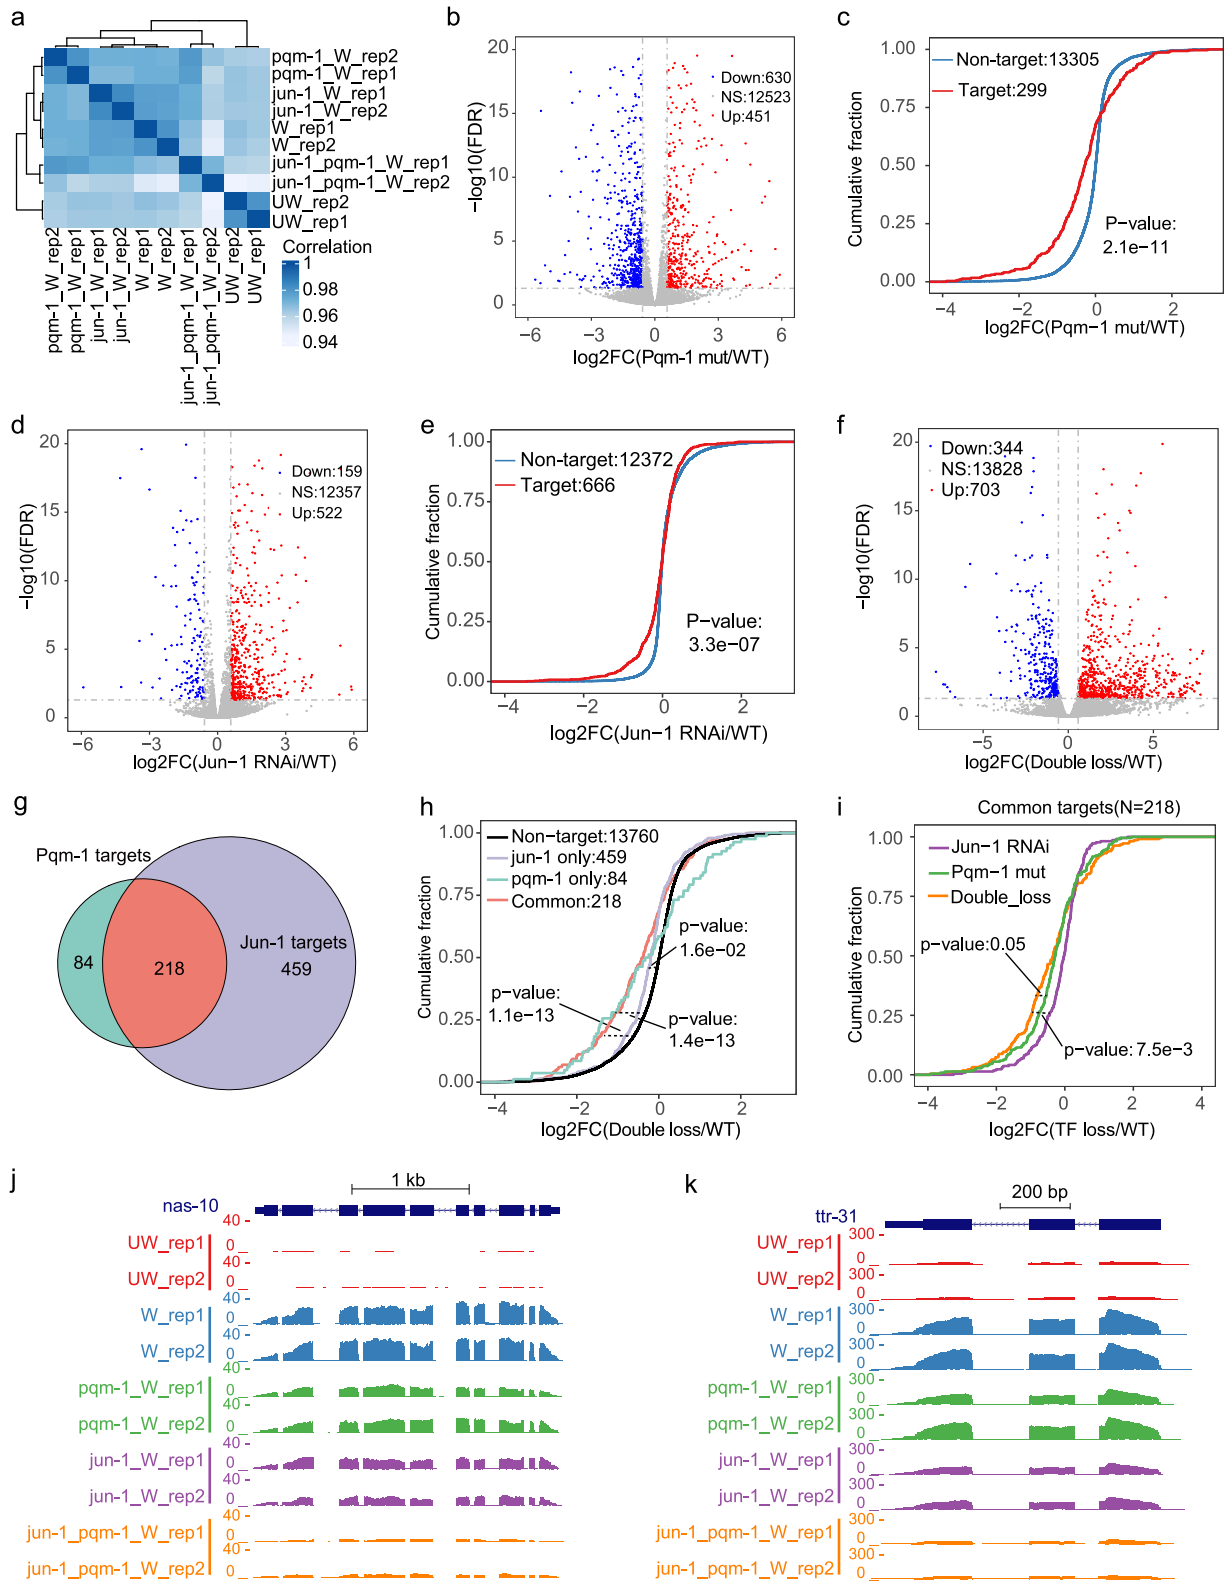 a
pqm-1_W_rep2
pqm-1_W_rep1
jun-1_W_rep1
jun-1_W_rep2
W_rep1
W_rep2
jun-1_pqm-1_W_rep1
jun-1_pqm-1_W_rep2
UW_rep2
UW_rep1
pqm-1_W_rep2
pqm-1_W_rep1
jun-1_W_rep1
jun-1_W_rep2
W_rep1
W_rep2
jun-1_pqm-1_W_rep1
jun-1_pqm-1_W_rep2
UW_rep2
UW_rep1
Correlation
1
0.98
0.96
0.94
b
−log10(FDR)
20
15
10
5
0
Down:630
NS:12523
Up:451
−6 −3 0 3 6
log2FC(Pqm-1 mut/WT)
c
Cumulative fraction
1.00
0.75
0.50
0.25
0.00
Non-target:13305
Target:299
P-value:
2.1e−11
−4 −2 0 2
log2FC(Pqm−1 mut/WT)
d
−log10(FDR)
20
15
10
5
0
Down:159
NS:12357
Up:522
−6 −3 0 3 6
log2FC(Jun-1 RNAi/WT)
e
Cumulative fraction
1.00
0.75
0.50
0.25
0.00
Non-target:12372
Target:666
P−value:
3.3e−07
−4 −2 0 2
log2FC(Jun-1 RNAi/WT)
f
−log10(FDR)
20
15
10
5
0
Down:344
NS:13828
Up:703
−5 0 5
log2FC(Double loss/WT)
g
Pqm-1 targets
Jun-1 targets
84
218
459
h
Cumulative fraction
1.00
0.75
0.50
0.25
0.00
Non-target:13760
jun-1 only:459
pqm-1 only:84
Common:218
p-value:
1.6e−02
p-value:
1.1e−13
p-value:
1.4e−13
−2 0 2
log2FC(Double loss/WT)
i
Common targets(N=218)
Cumulative fraction
1.00
0.75
0.50
0.25
0.00
Jun-1 RNAi
Pqm-1 mut
Double_loss
p-value:0.05
p-value:7.5e−3
−4 −2 0 2 4
log2FC(TF loss/WT)
j
1 kb
nas-10
40
UW_rep1
0
40
UW_rep2
0
40
W_rep1
0
40
W_rep2
0
40
pqm-1_W_rep1
0
40
pqm-1_W_rep2
0
40
jun-1_W_rep1
0
40
jun-1_W_rep2
0
40
jun-1_pqm-1_W_rep1
0
40
jun-1_pqm-1_W_rep2
0
k
200 bp
ttr-31
300
UW_rep1
0
300
UW_rep2
0
300
W_rep1
0
300
W_rep2
0
300
pqm-1_W_rep1
0
300
pqm-1_W_rep2
0
300
jun-1_W_rep1
0
300
jun-1_W_rep2
0
300
jun-1_pqm-1_W_rep1
0
300
jun-1_pqm-1_W_rep2
0